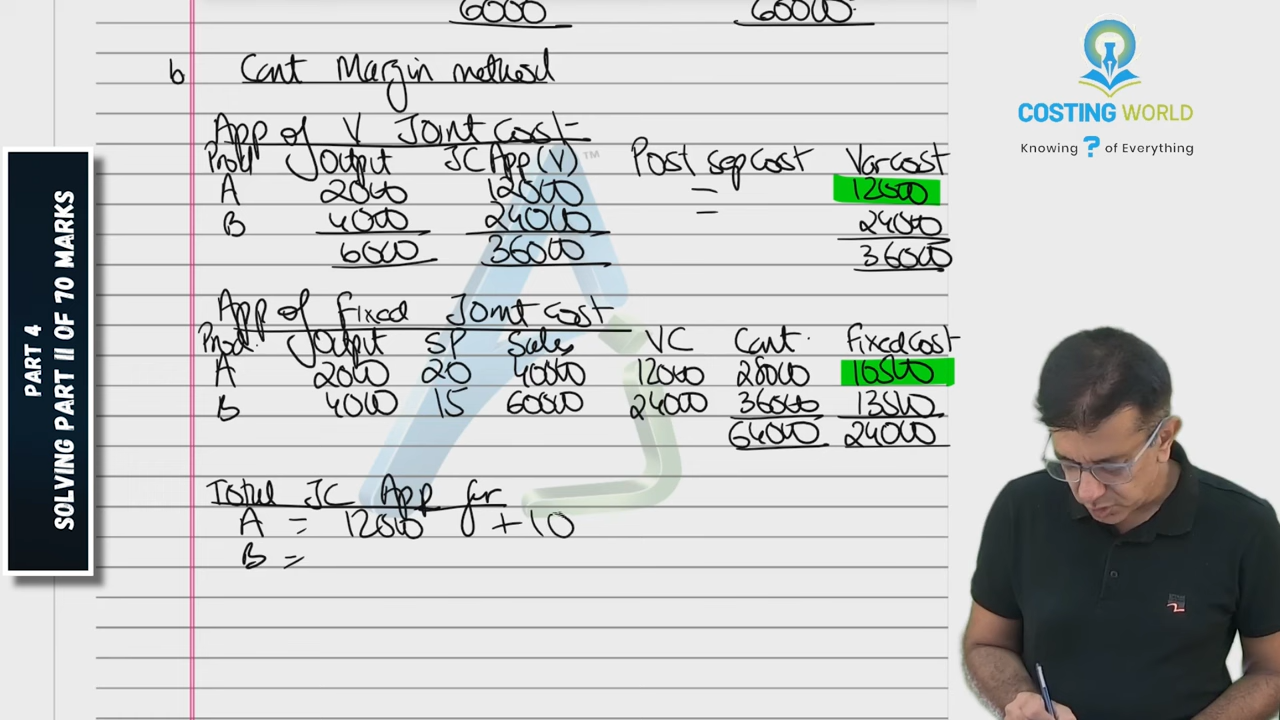 6000 60000
b Cont Margin method
App of V Joint Cost
Prod Output JC App(V) Post sep cost Var cost
A 2000 12000 – 12000
B 4000 24000 – 24000
6000 36000 36000
App of Fixed Joint cost
Prod. Output SP Sales VC Cont. Fixed cost
A 2000 20 40000 12000 28000 10500
B 4000 15 60000 24000 36000 13500
64000 24000
Total JC App for
A = 12000 + 10
B =
PART 4
SOLVING PART II OF 70 MARKS
COSTING WORLD
Knowing ? of Everything
TM